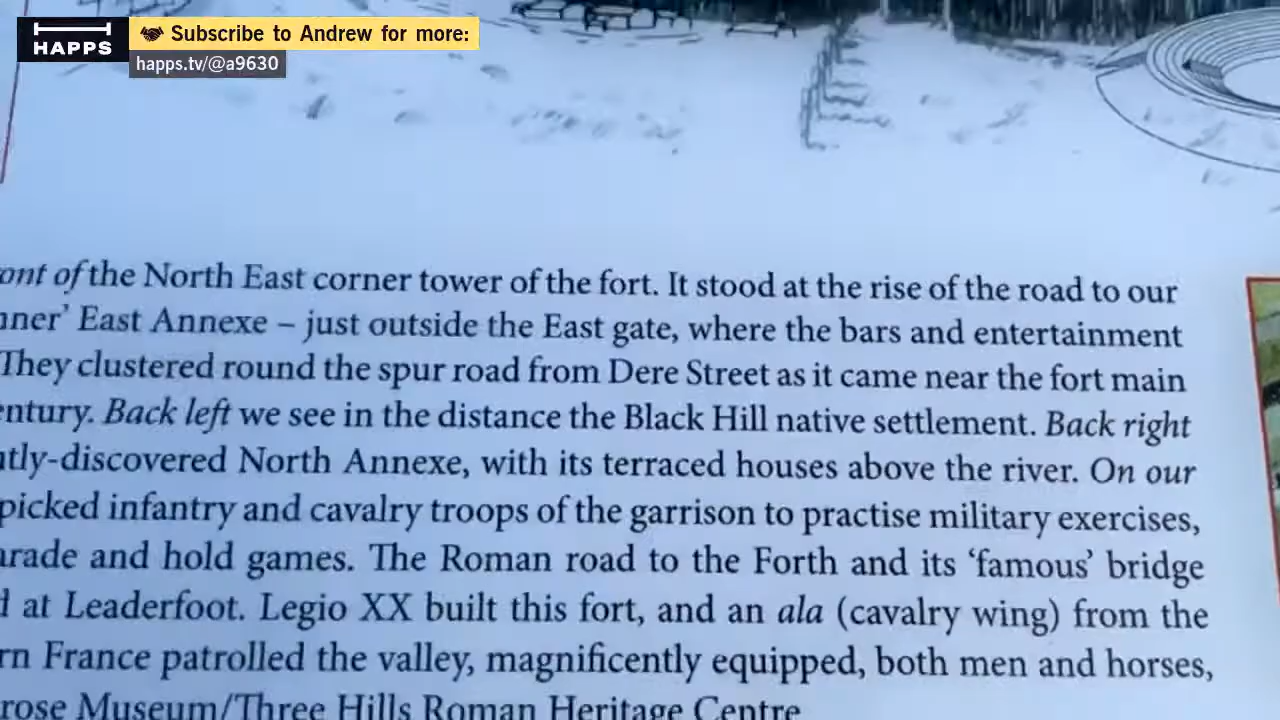 HAPPS
Subscribe to Andrew for more:
happs.tv/@a9630
ont of the North East corner tower of the fort. It stood at the rise of the road to our
nner’ East Annexe – just outside the East gate, where the bars and entertainment
They clustered round the spur road from Dere Street as it came near the fort main
entury. Back left we see in the distance the Black Hill native settlement. Back right
ntly-discovered North Annexe, with its terraced houses above the river. On our
picked infantry and cavalry troops of the garrison to practise military exercises,
arade and hold games. The Roman road to the Forth and its ‘famous’ bridge
d at Leaderfoot. Legio XX built this fort, and an ala (cavalry wing) from the
rn France patrolled the valley, magnificently equipped, both men and horses,
rose Museum/Three Hills Roman Heritage Centre